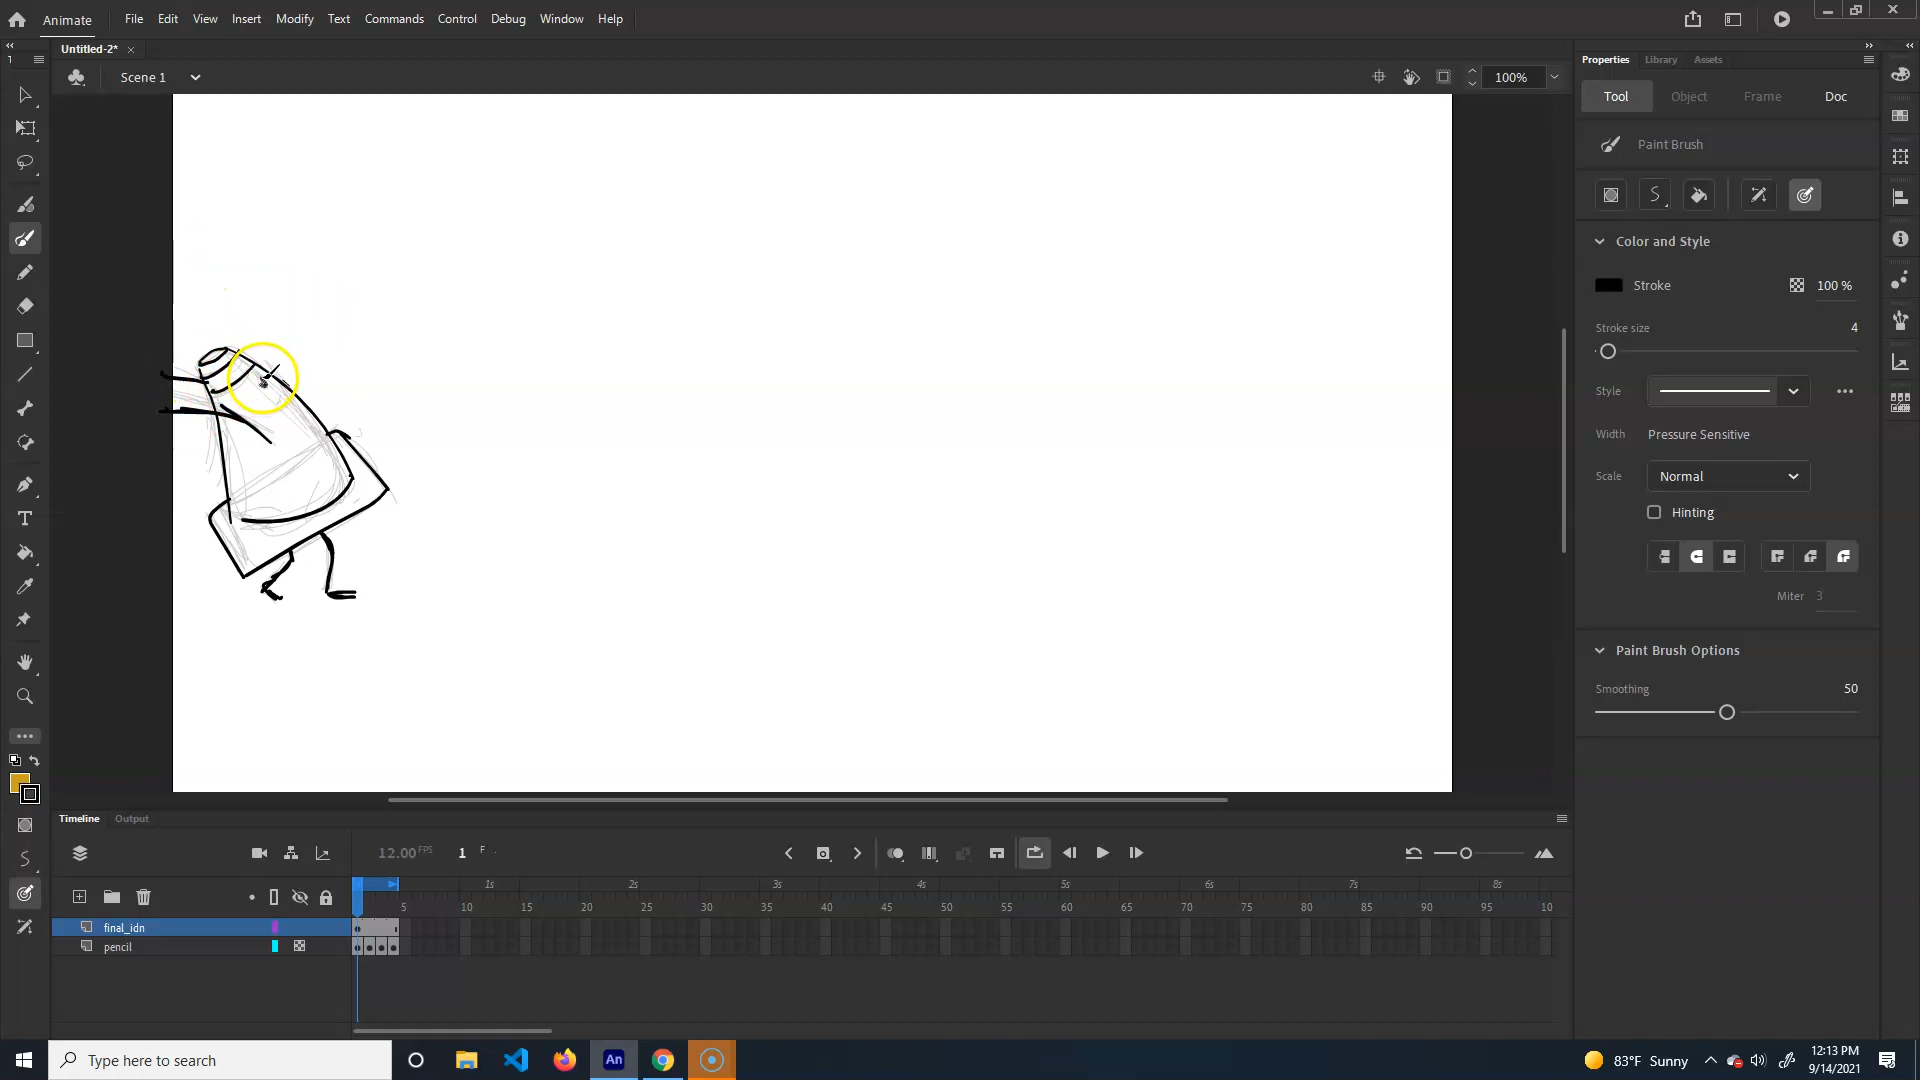 Animate File Edit View Insert Modify Text Commands Control Debug Window Help
Untitled-2*
Scene 1
100%
1
Properties Library Assets
Tool Object Frame Doc
Paint Brush
Color and Style
Stroke 100 %
Stroke size 4
Style
Width Pressure Sensitive
Scale Normal
Hinting
Miter 3
Paint Brush Options
Smoothing 50
Timeline Output
12.00 FPS 1 F
1s 2s 3s 4s 5s 6s 7s 8s
5 10 15 20 25 30 35 40 45 50 55 60 65 70 75 80 85 90 95 10
final_idn
pencil
Type here to search
An
83°F Sunny
12:13 PM
9/14/2021